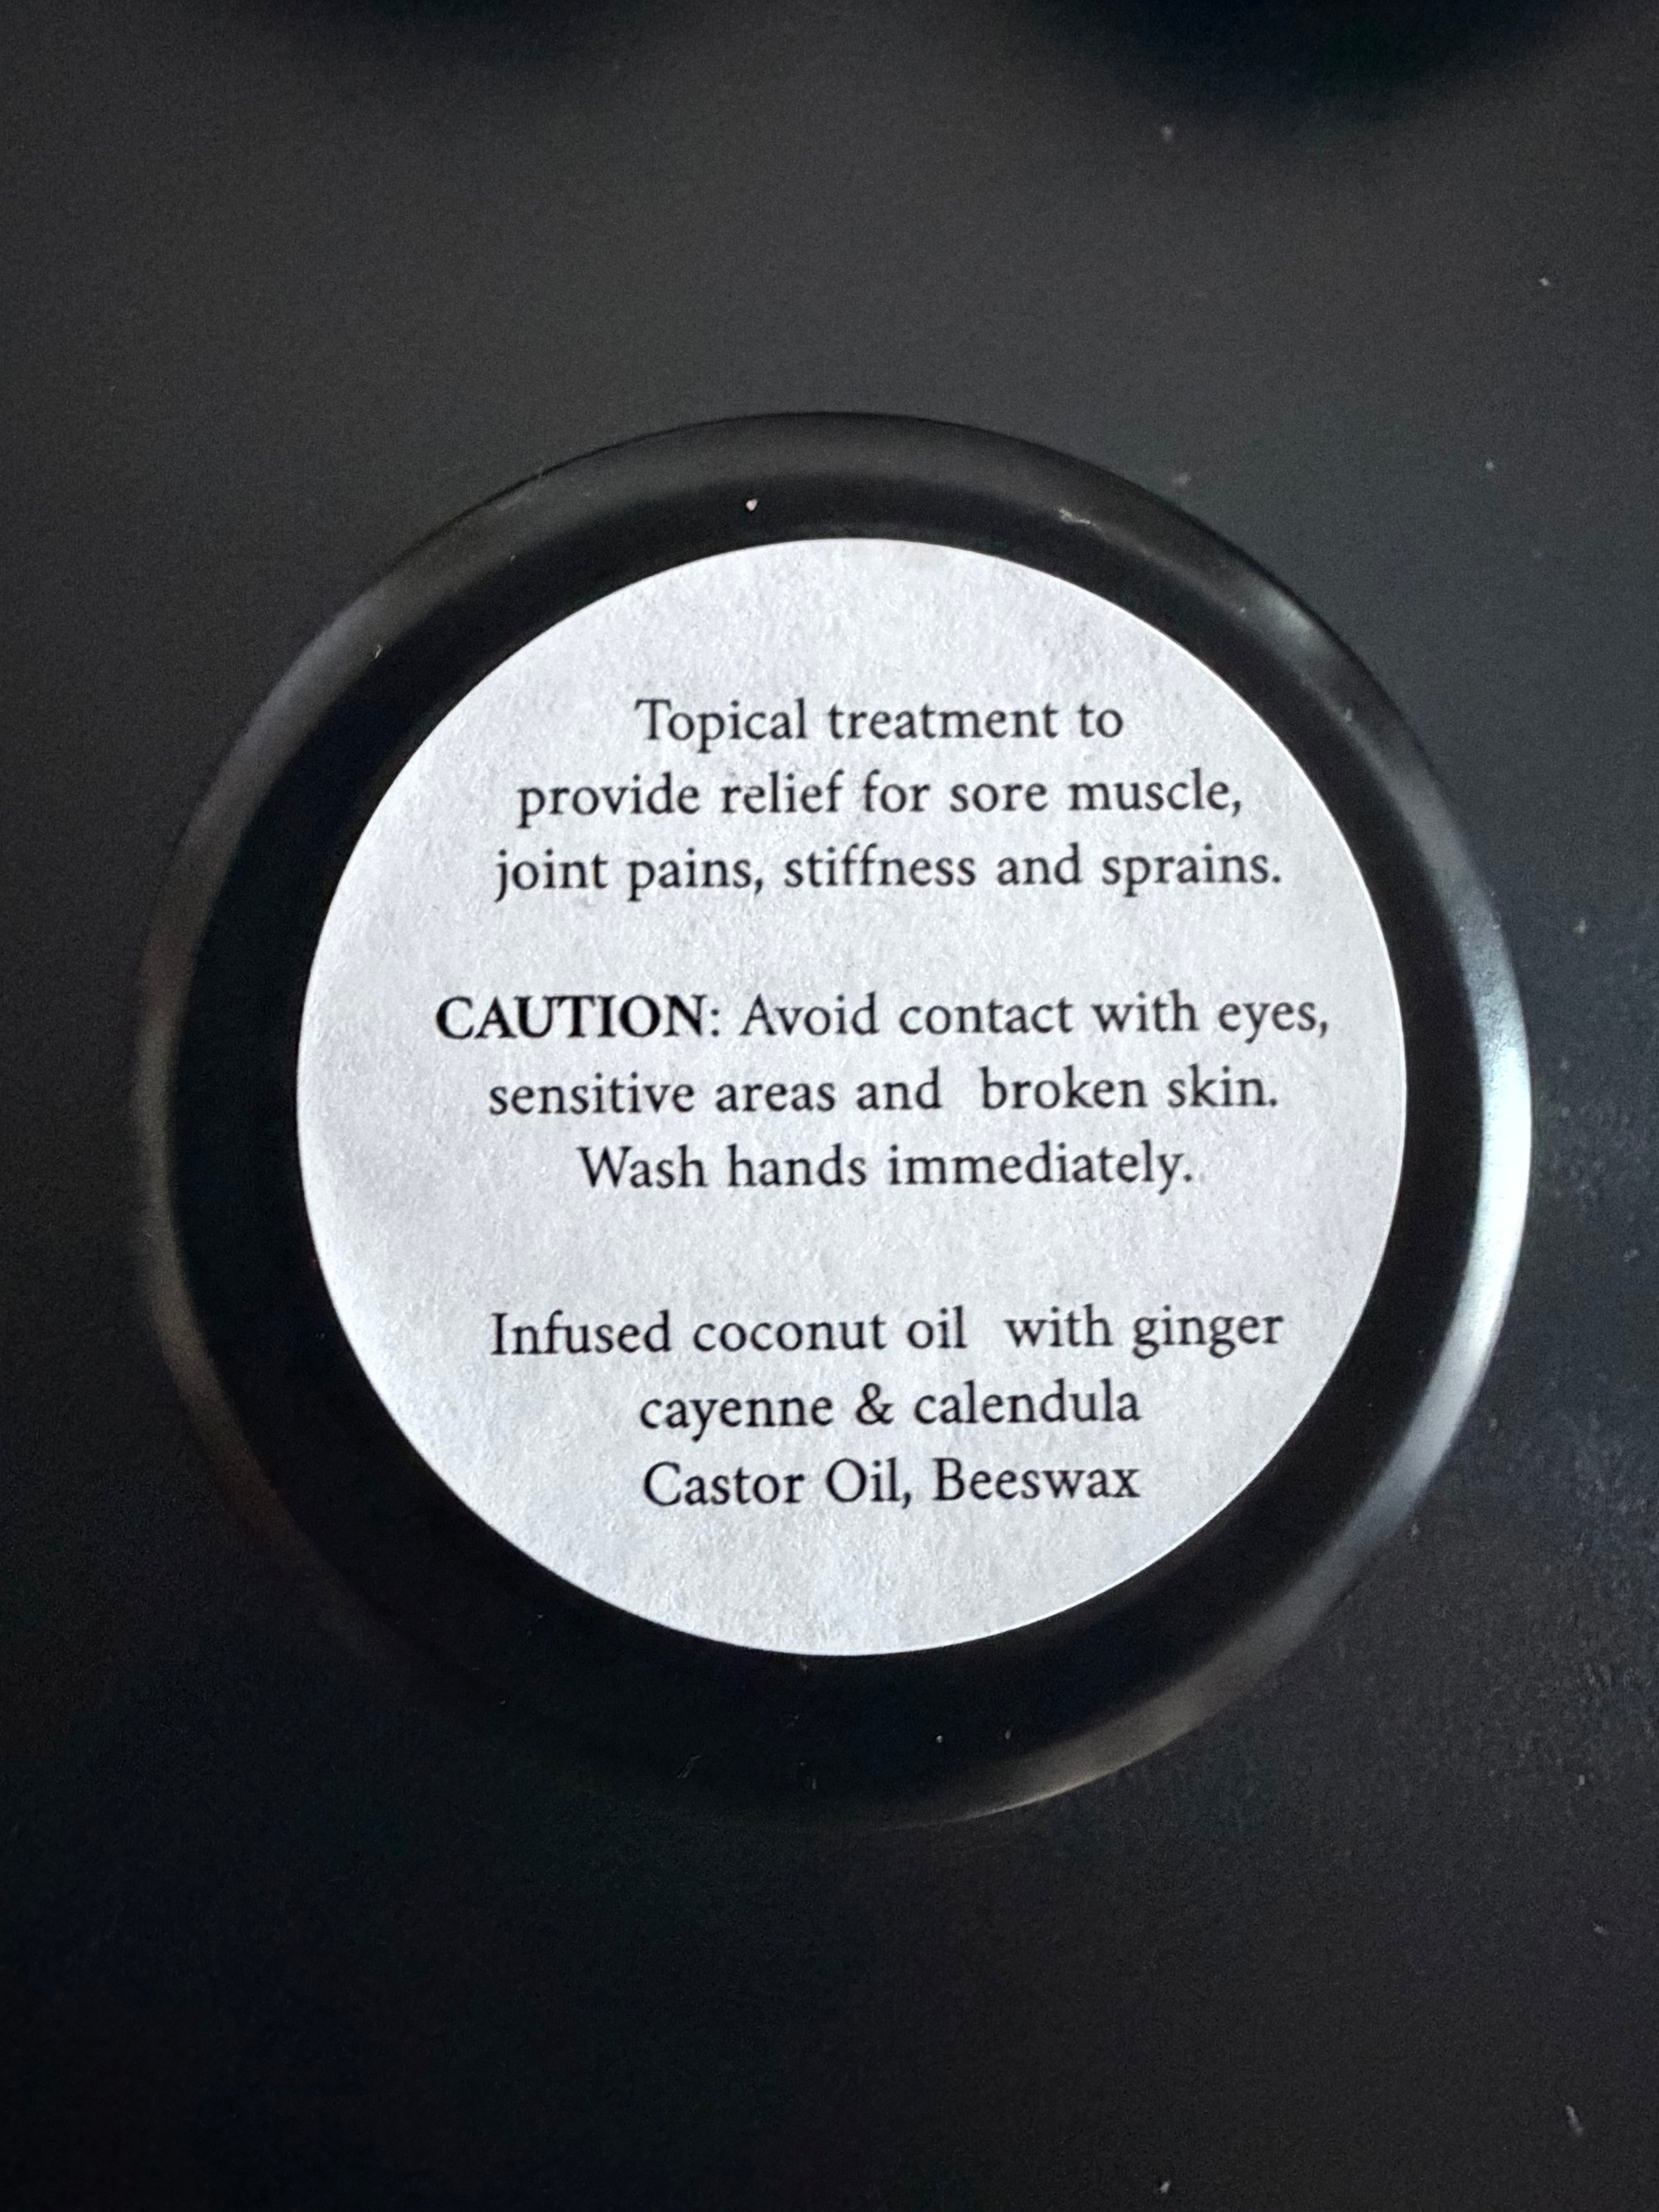 Topical treatment to
provide relief for sore muscle,
joint pains, stiffness and sprains.
CAUTION: Avoid contact with eyes,
sensitive areas and  broken skin.
Wash hands immediately.
Infused coconut oil  with ginger
cayenne & calendula
Castor Oil, Beeswax